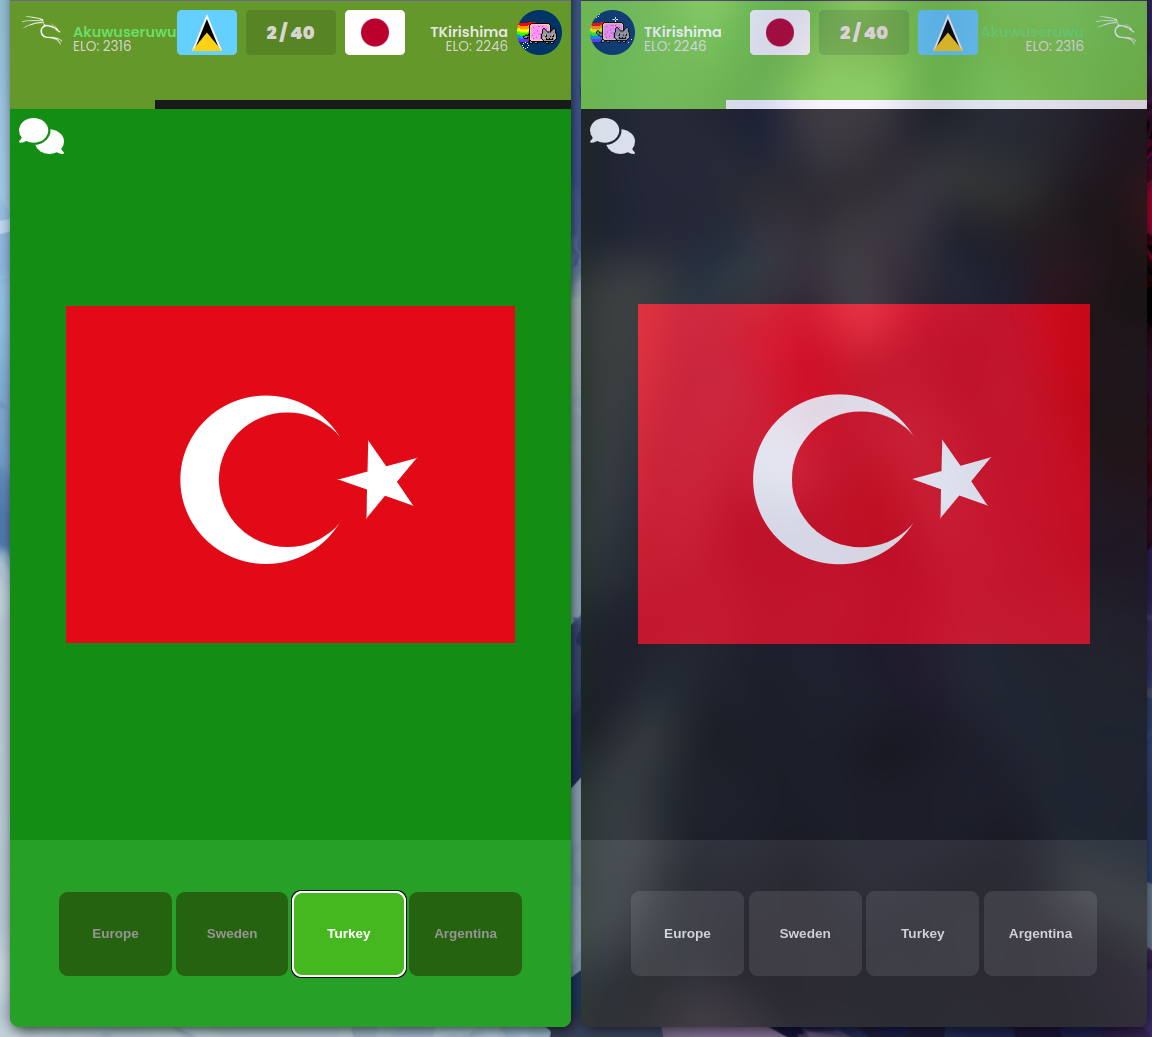 Akuwuseruwu
ELO: 2316
2/40
TKirishima
ELO: 2246
Europe
Sweden
Turkey
Argentina
TKirishima
ELO: 2246
2/40
Akuwuseruwu
ELO: 2316
Europe
Sweden
Turkey
Argentina